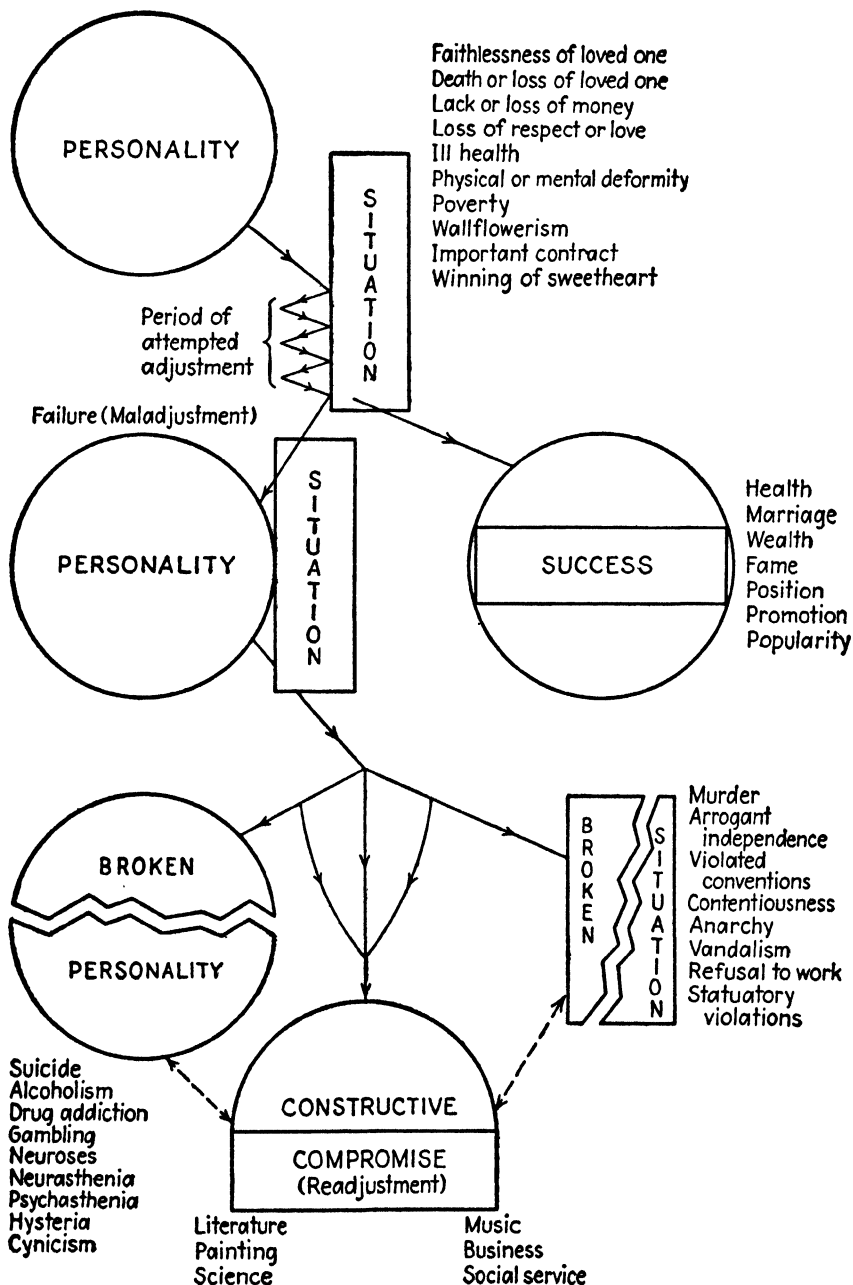 PERSONALITY
SITUATION
Faithlessness of loved one
Death or loss of loved one
Lack or loss of money
Loss of respect or love
Ill health
Physical or mental deformity
Poverty
Wallflowerism
Important contract
Winning of sweetheart
Period of
attempted
adjustment
Failure (Maladjustment)
PERSONALITY
SITUATION
SUCCESS
Health
Marriage
Wealth
Fame
Position
Promotion
Popularity
BROKEN
PERSONALITY
BROKEN
SITUATION
Murder
Arrogant
independence
Violated
conventions
Contentiousness
Anarchy
Vandalism
Refusal to work
Statuatory
violations
Suicide
Alcoholism
Drug addiction
Gambling
Neuroses
Neurasthenia
Psychasthenia
Hysteria
Cynicism
CONSTRUCTIVE
COMPROMISE
(Readjustment)
Literature
Painting
Science
Music
Business
Social service